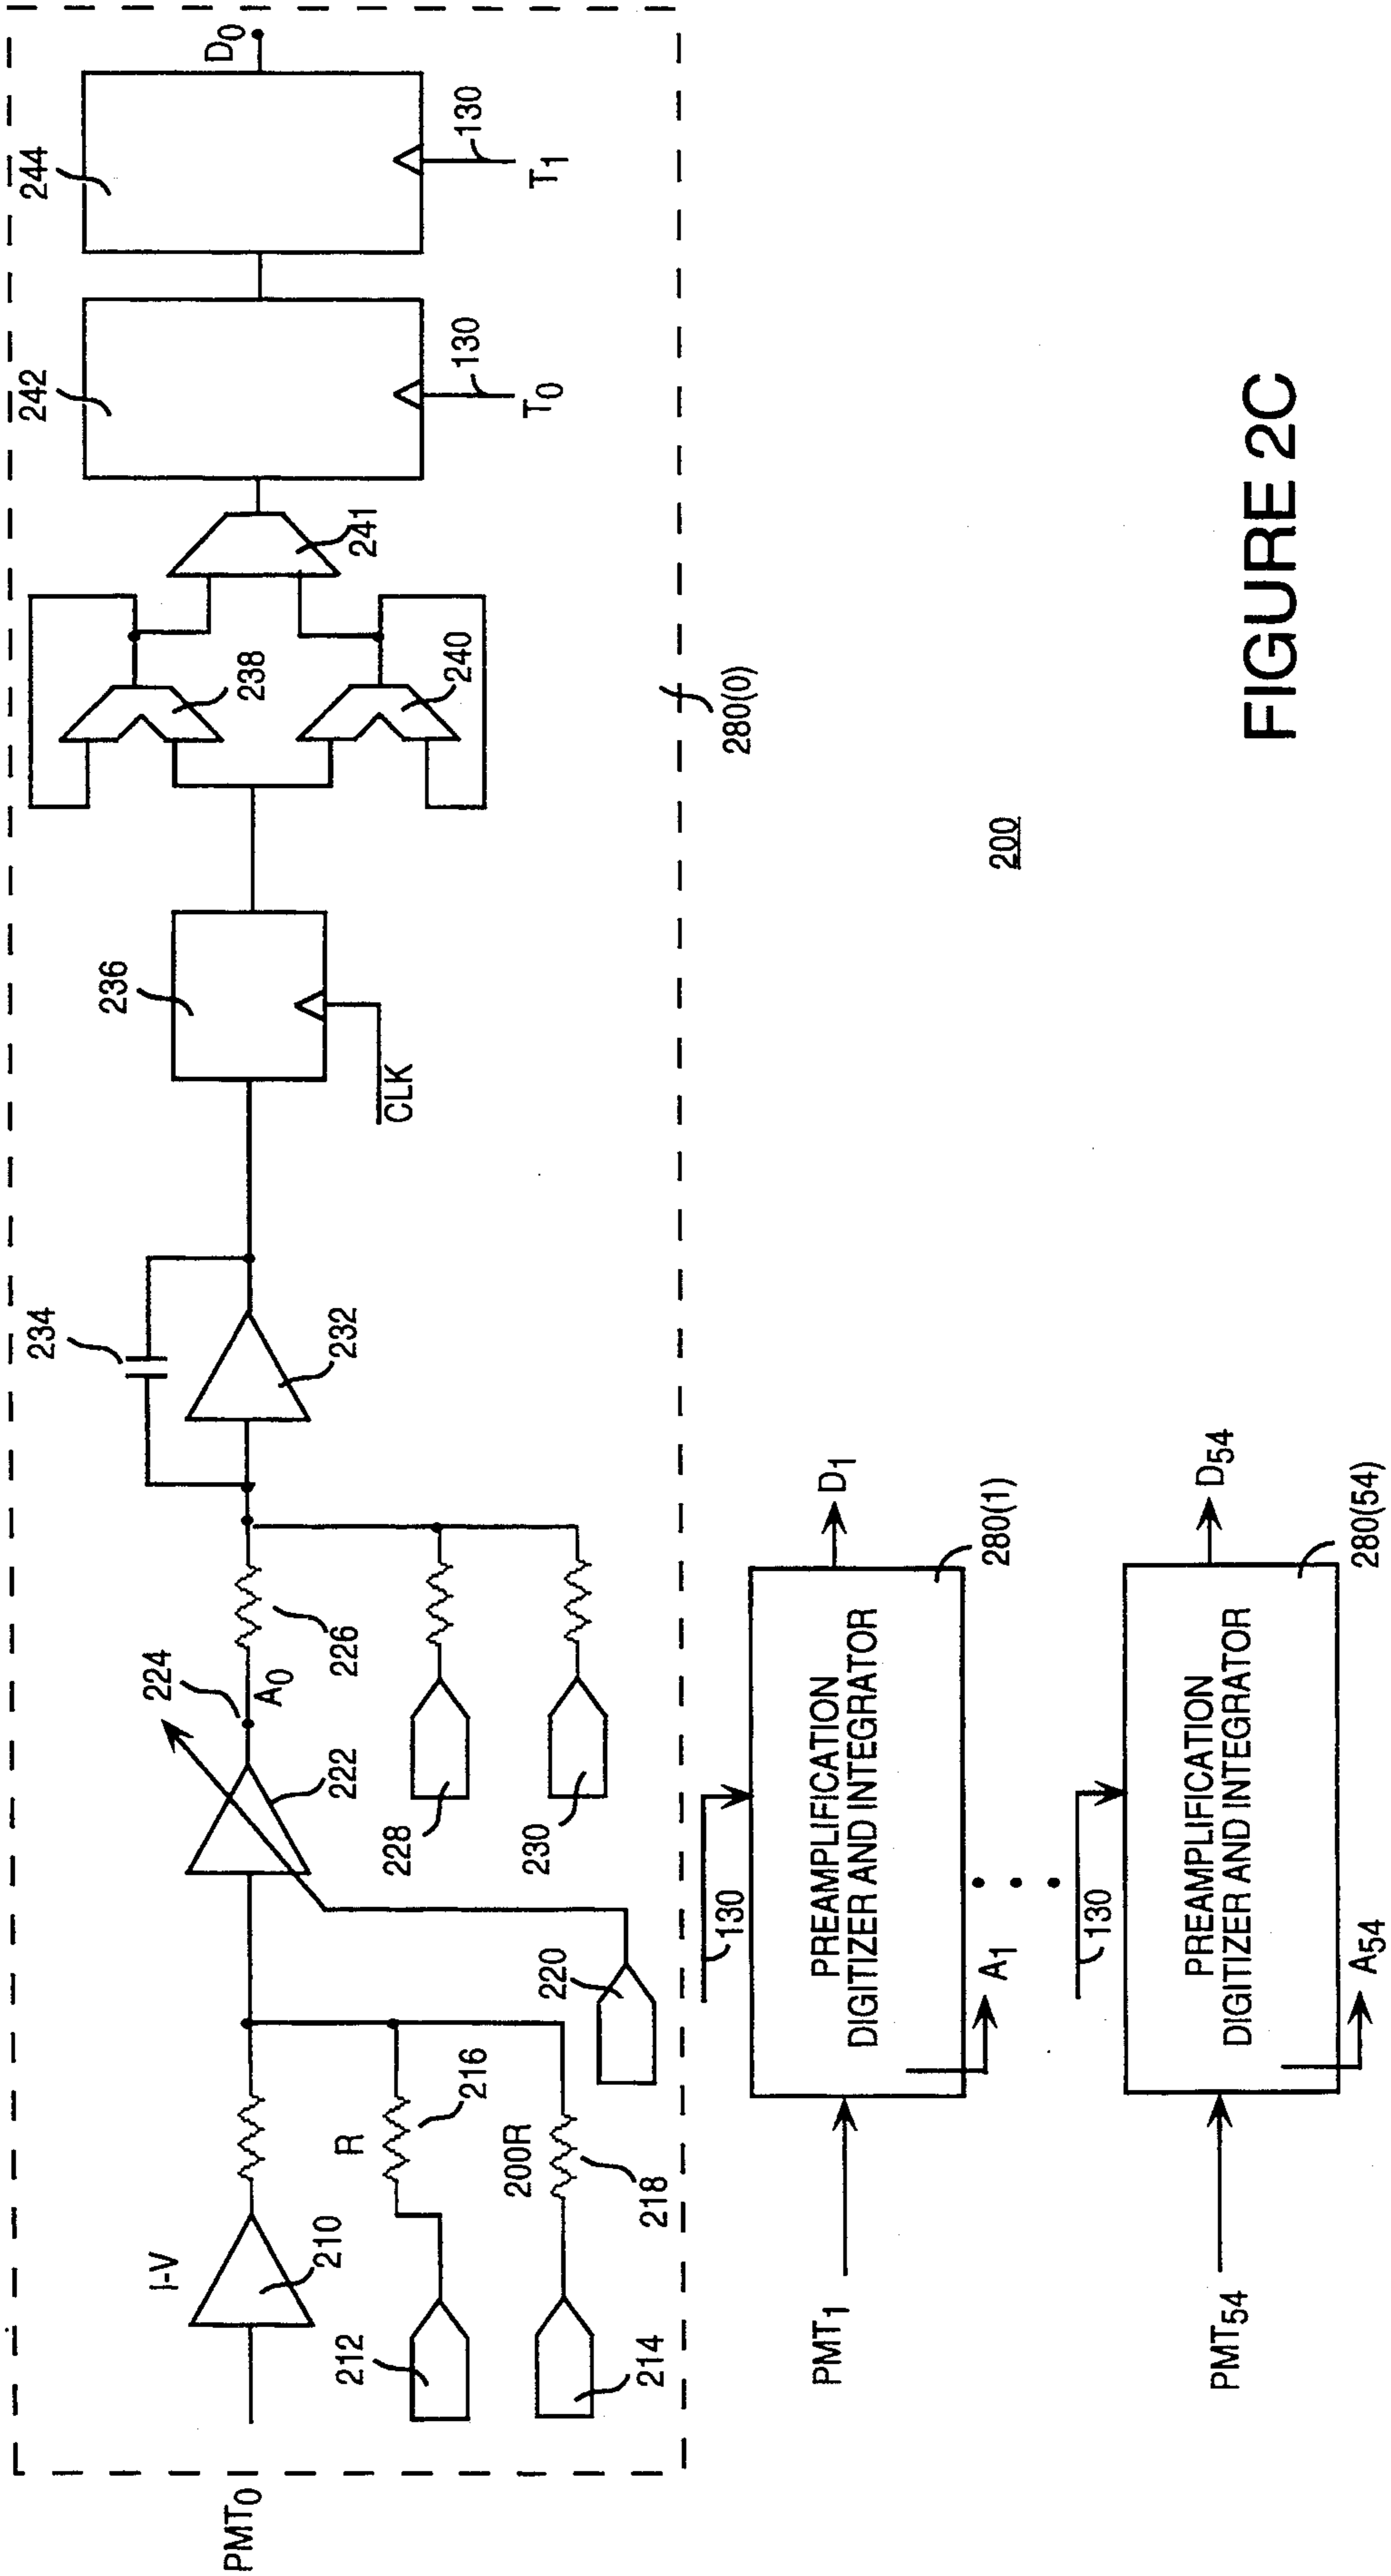 PMT0
I-V
210
212
214
R
216
200R
218
220
222
224
A0
226
228
230
234
232
236
CLK
238
240
241
242
130
T0
244
130
T1
D0
280(0)
PMT1
130
PREAMPLIFICATION
DIGITIZER AND INTEGRATOR
A1
D1
280(1)
PMT54
130
PREAMPLIFICATION
DIGITIZER AND INTEGRATOR
A54
D54
280(54)
200
FIGURE 2C